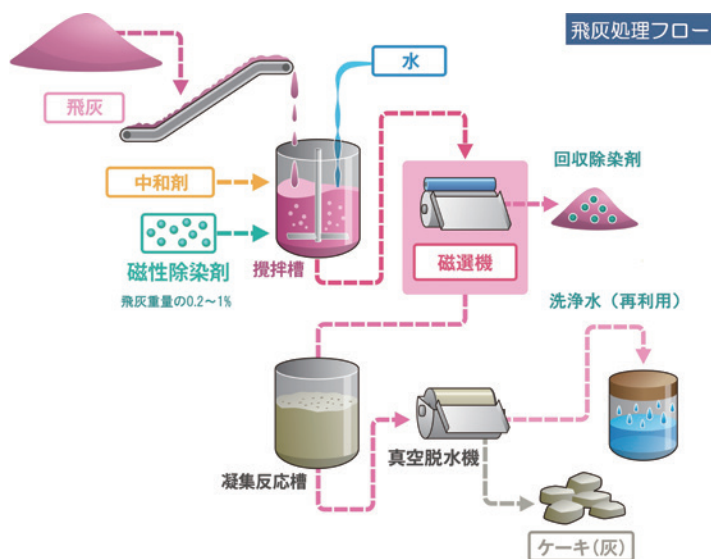 飛灰処理フロー
水
飛灰
回収除染剤
中和剤
磁性除染剤
飛灰重量の0.2～1%
攪拌槽
磁選機
洗浄水（再利用）
凝集反応槽
真空脱水機
ケーキ(灰)